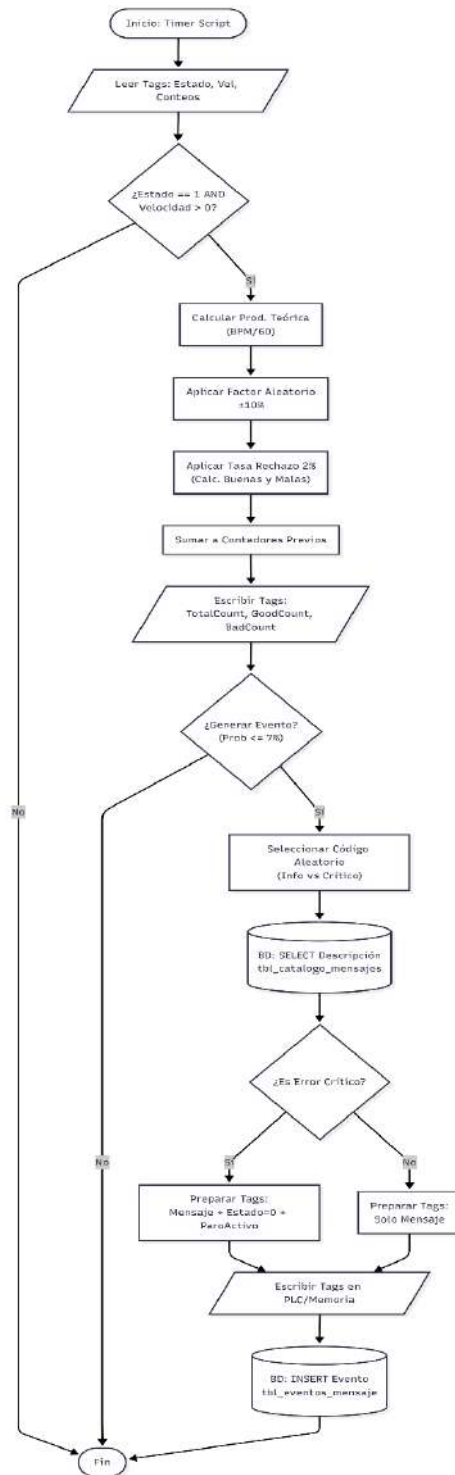 Inicio: Timer Script
Leer Tags: Estado, Vel,
Conteos
¿Estado == 1 AND
Velocidad > 0?
Sí
Calcular Prod. Teórica
(BPM/60)
Aplicar Factor Aleatorio
±10%
Aplicar Tasa Rechazo 2%
(Calc. Buenas y Malas)
Sumar a Contadores Previos
Escribir Tags:
TotalCount, GoodCount,
BadCount
¿Generar Evento?
(Prob <= 7%)
No
Sí
Seleccionar Código
Aleatorio
(Info vs Crítico)
BD: SELECT Descripción
tbl_catalogo_mensajes
¿Es Error Crítico?
No
Sí
No
Preparar Tags:
Mensaje + Estado=0 +
ParoActivo
Preparar Tags:
Solo Mensaje
Escribir Tags en
PLC/Memoria
BD: INSERT Evento
tbl_eventos_mensaje
Fin